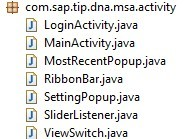 com.sap.tip.dna.msa.activity
LoginActivity.java
MainActivity.java
MostRecentPopup.java
RibbonBar.java
SettingPopup.java
SliderListener.java
ViewSwitch.java